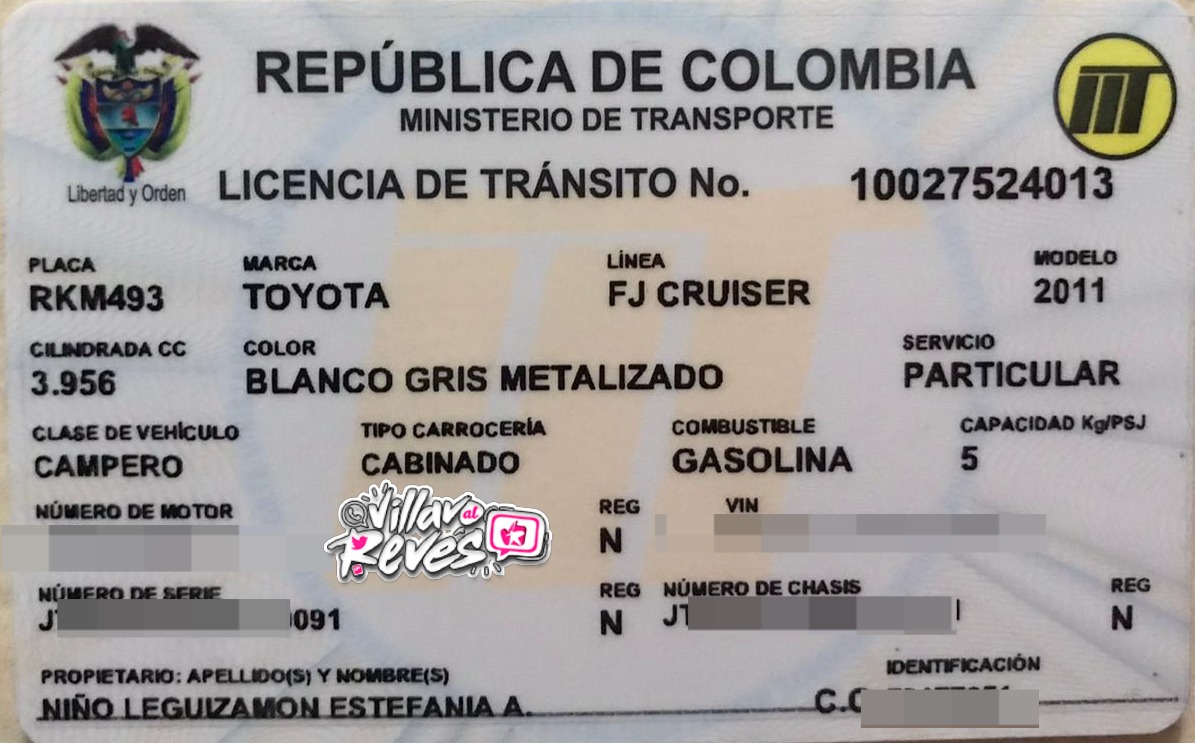 REPÚBLICA DE COLOMBIA
MINISTERIO DE TRANSPORTE
Libertad y Orden
LICENCIA DE TRÁNSITO No. 10027524013
PLACA MARCA LÍNEA MODELO
RKM493 TOYOTA FJ CRUISER 2011
CILINDRADA CC COLOR SERVICIO
3.956 BLANCO GRIS METALIZADO PARTICULAR
CLASE DE VEHÍCULO TIPO CARROCERÍA COMBUSTIBLE CAPACIDAD Kg/PSJ
CAMPERO CABINADO GASOLINA 5
NÚMERO DE MOTOR REG VIN
N
Villavo al Reves
NÚMERO DE SERIE REG NÚMERO DE CHASIS REG
J 0091 N JT N
PROPIETARIO: APELLIDO(S) Y NOMBRE(S) IDENTIFICACIÓN
NIÑO LEGUIZAMON ESTEFANIA A. C.C